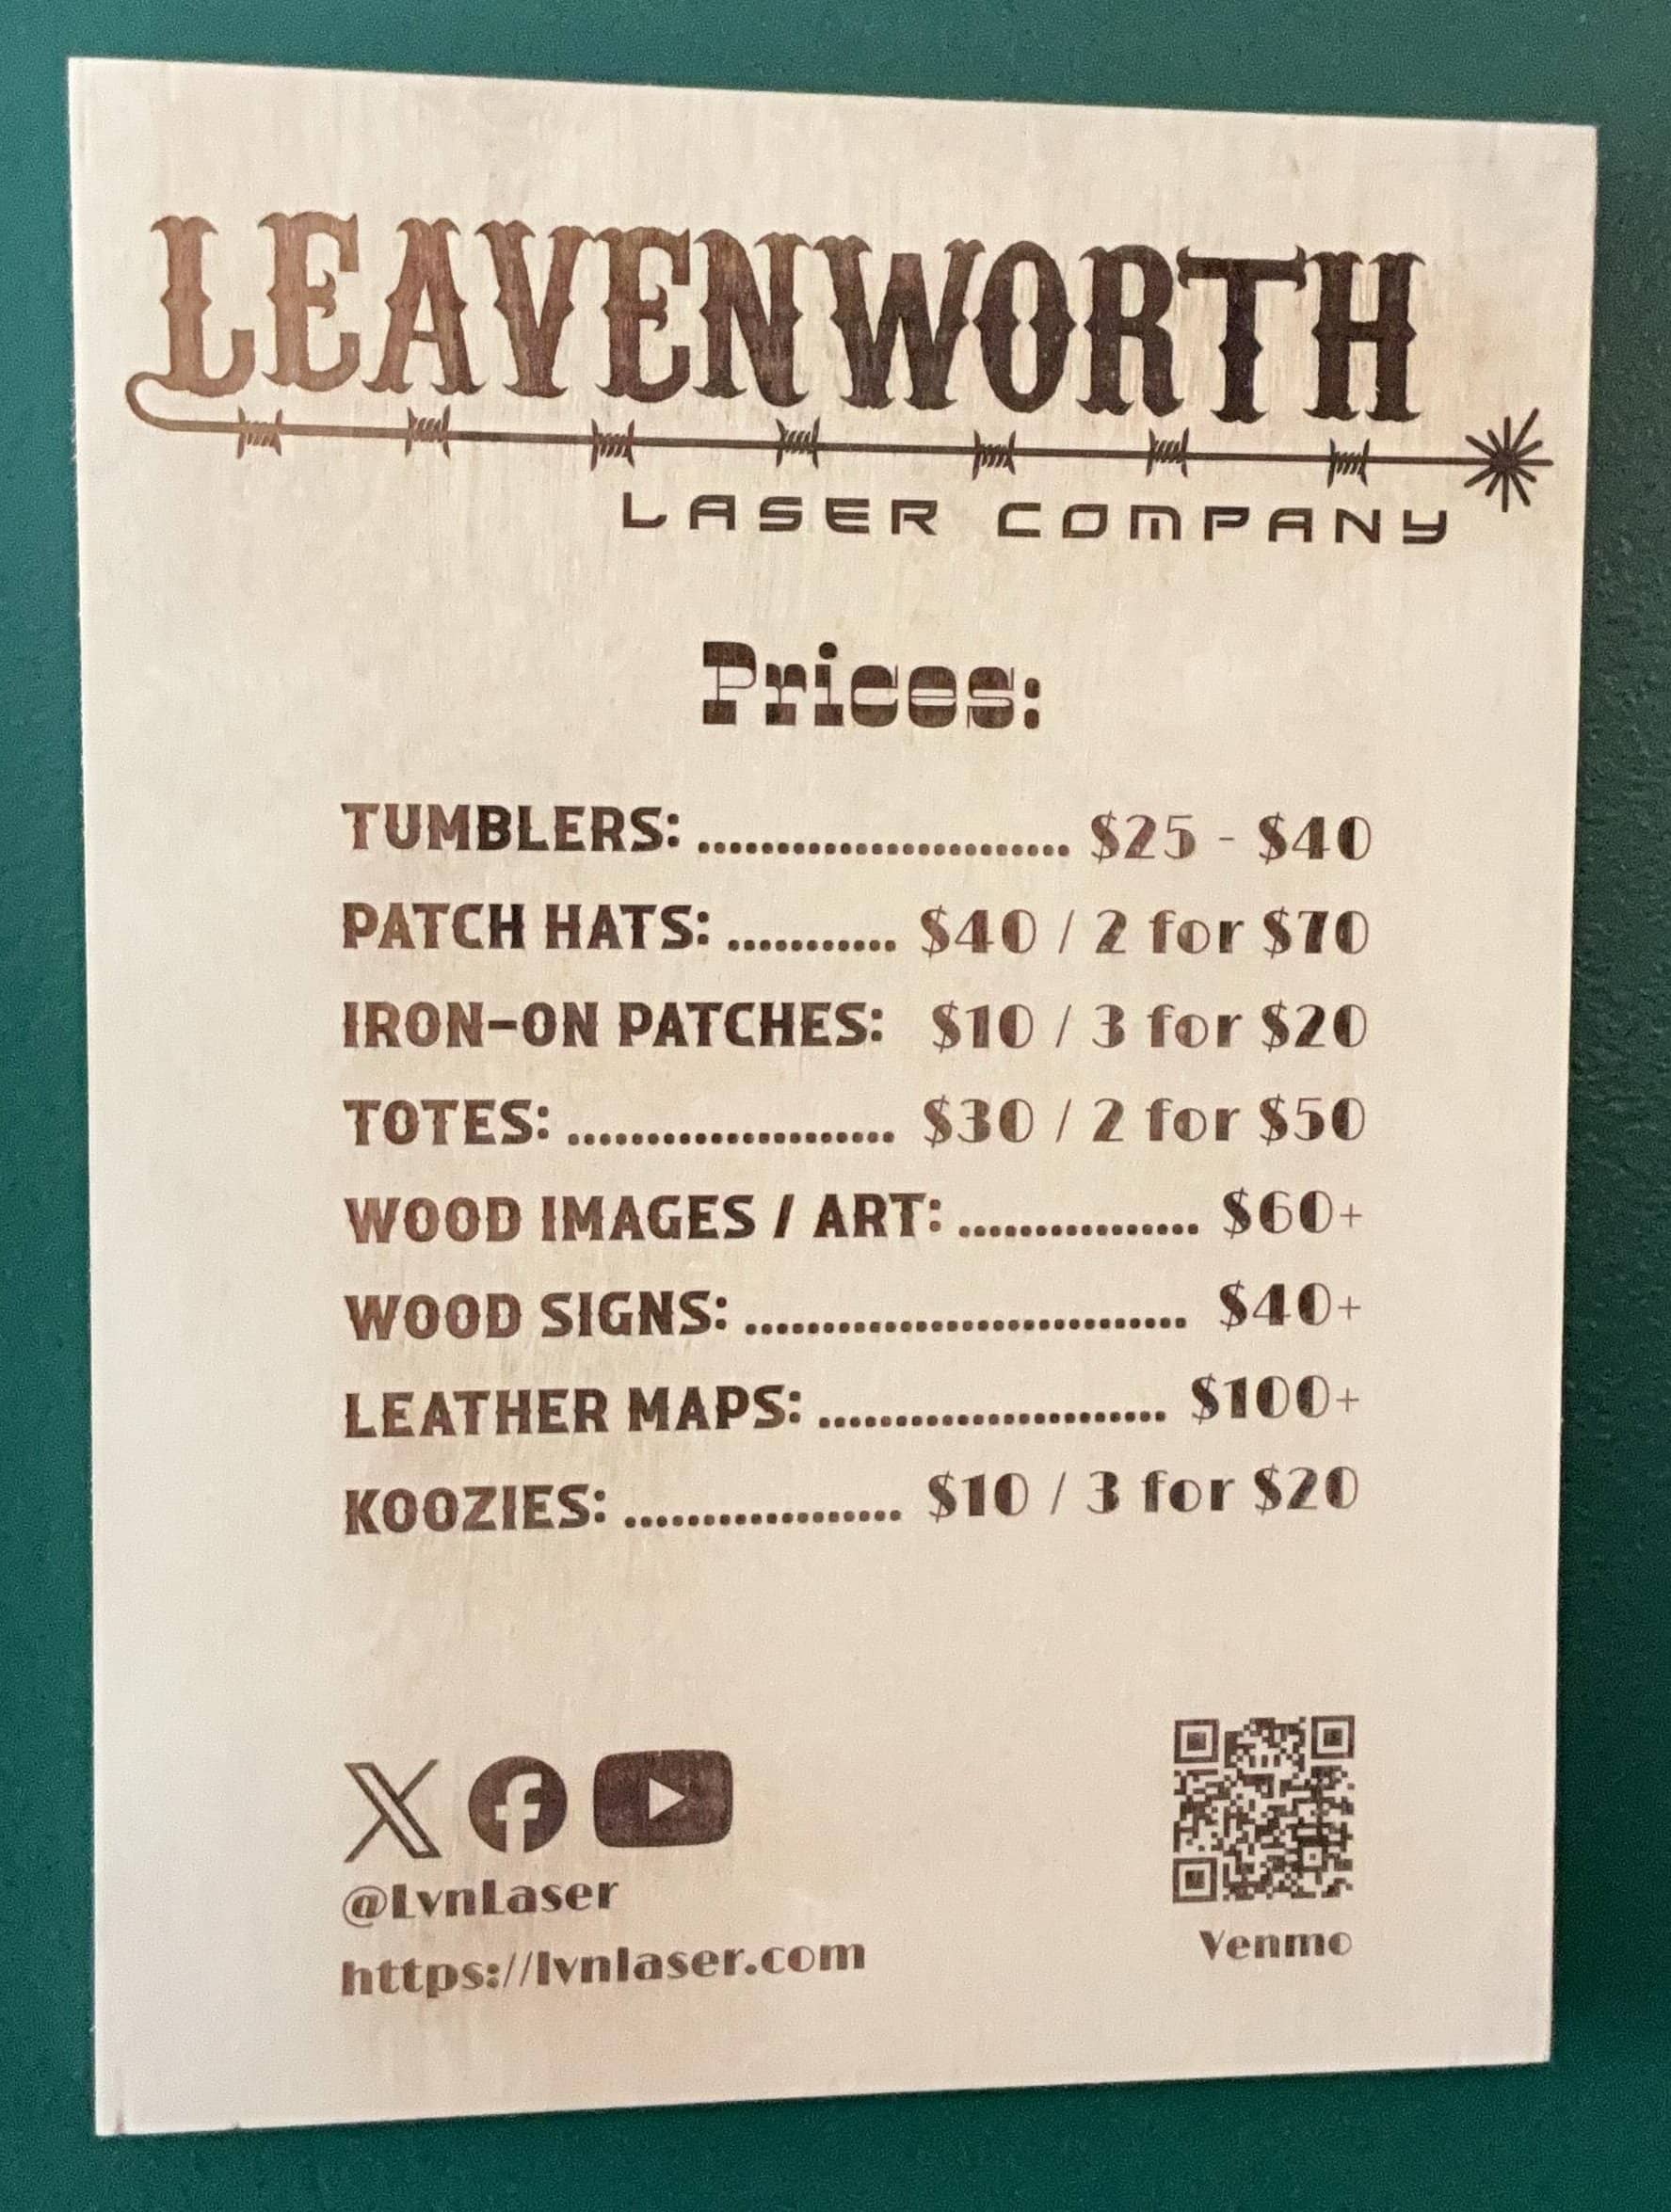 LEAVENWORTH
LASER COMPANY
Prices:
TUMBLERS: ........................ $25 - $40
PATCH HATS: ........... $40 / 2 for $70
IRON-ON PATCHES: $10 / 3 for $20
TOTES: ..................... $30 / 2 for $50
WOOD IMAGES / ART: ................ $60+
WOOD SIGNS: ............................. $40+
LEATHER MAPS: ....................... $100+
KOOZIES: .................. $10 / 3 for $20
@LvnLaser
https://lvnlaser.com
Venmo